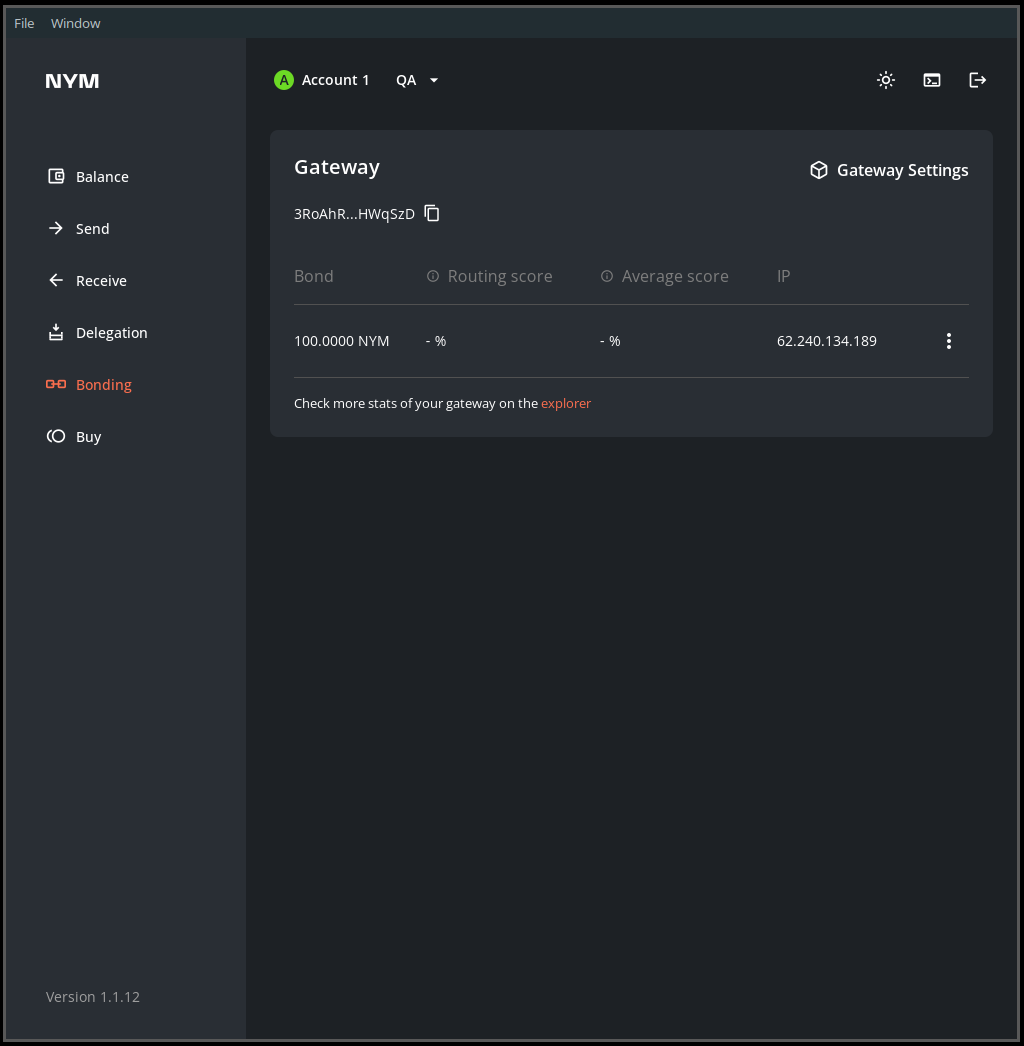 File Window
NYM
A Account 1 QA
Gateway
Gateway Settings
3RoAhR...HWqSzD
Balance
Send
Receive
Delegation
Bonding
Buy
Bond Routing score Average score IP
100.0000 NYM - % - % 62.240.134.189
Check more stats of your gateway on the explorer
Version 1.1.12